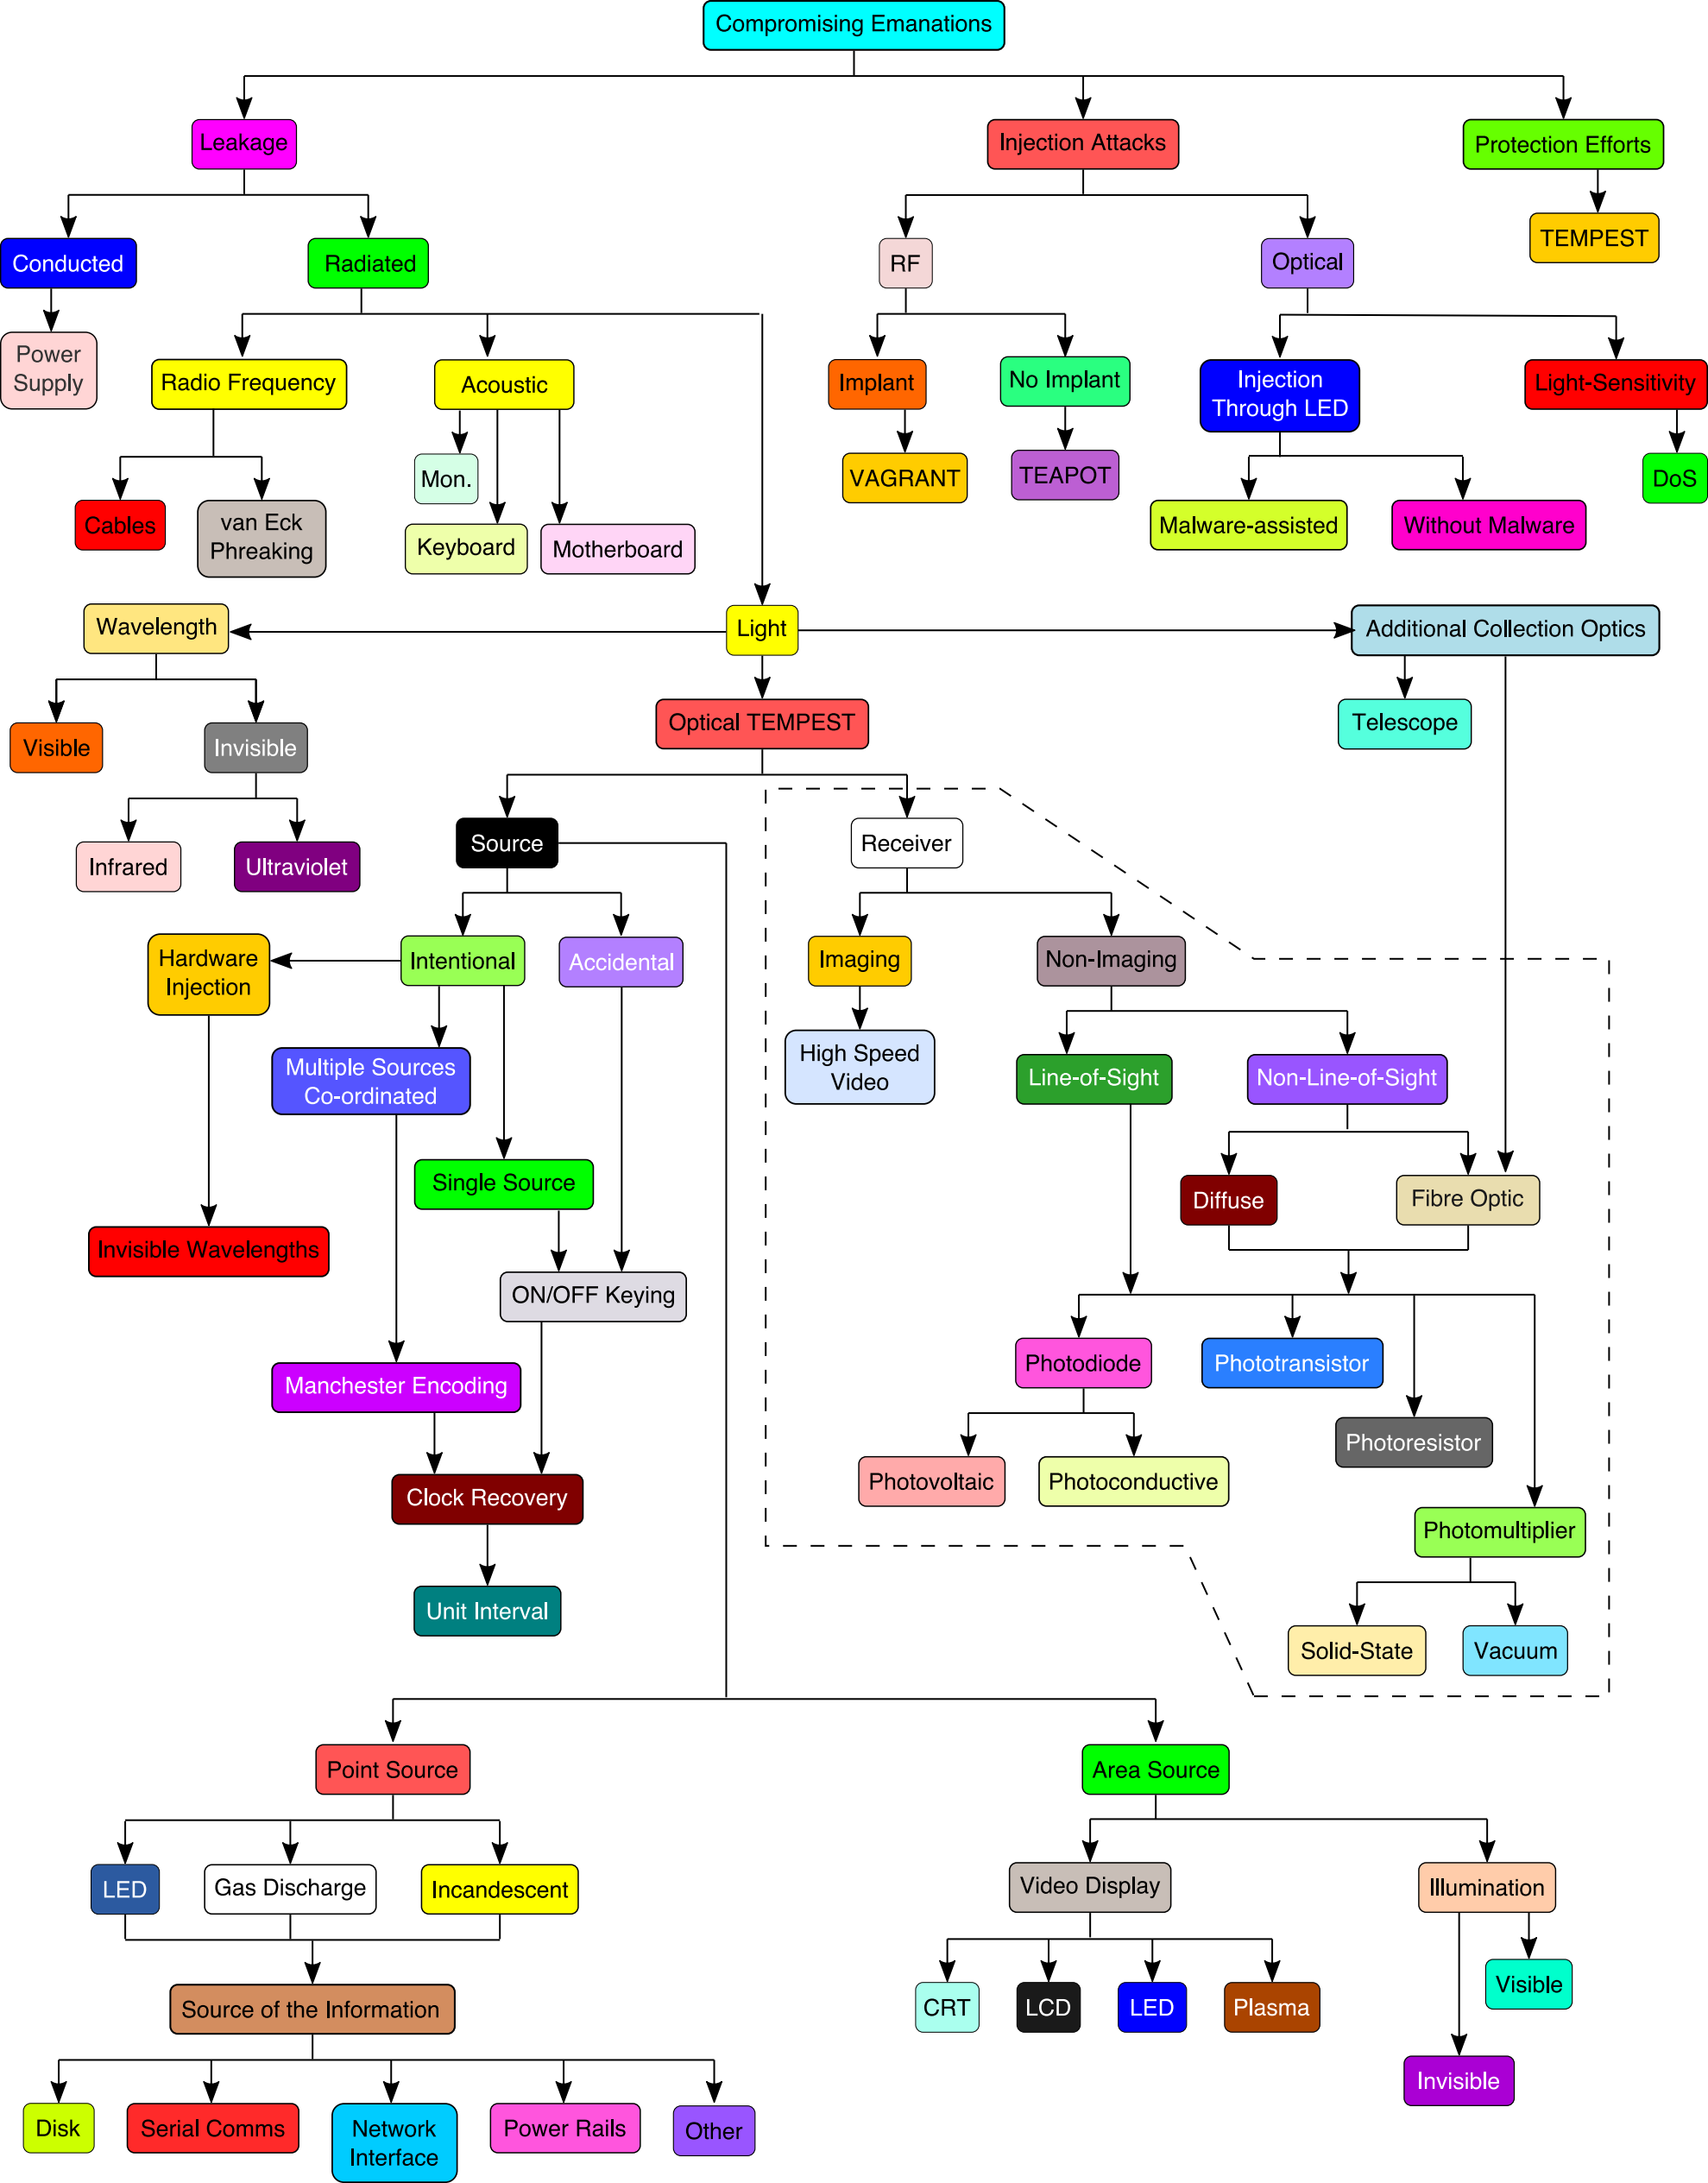 Compromising Emanations
Leakage
Injection Attacks
Protection Efforts
Conducted
Radiated
RF
Optical
TEMPEST
Power
Supply
Radio Frequency
Acoustic
Implant
No Implant
Injection
Through LED
Light-Sensitivity
Mon.
VAGRANT
TEAPOT
DoS
Cables
van Eck
Phreaking
Keyboard
Motherboard
Malware-assisted
Without Malware
Wavelength
Light
Additional Collection Optics
Visible
Invisible
Optical TEMPEST
Telescope
Infrared
Ultraviolet
Source
Receiver
Hardware
Injection
Intentional
Accidental
Imaging
Non-Imaging
Multiple Sources
Co-ordinated
High Speed
Video
Line-of-Sight
Non-Line-of-Sight
Single Source
Diffuse
Fibre Optic
Invisible Wavelengths
ON/OFF Keying
Manchester Encoding
Photodiode
Phototransistor
Photoresistor
Clock Recovery
Photovoltaic
Photoconductive
Photomultiplier
Unit Interval
Solid-State
Vacuum
Point Source
Area Source
LED
Gas Discharge
Incandescent
Video Display
Illumination
Source of the Information
CRT
LCD
LED
Plasma
Visible
Invisible
Disk
Serial Comms
Network
Interface
Power Rails
Other